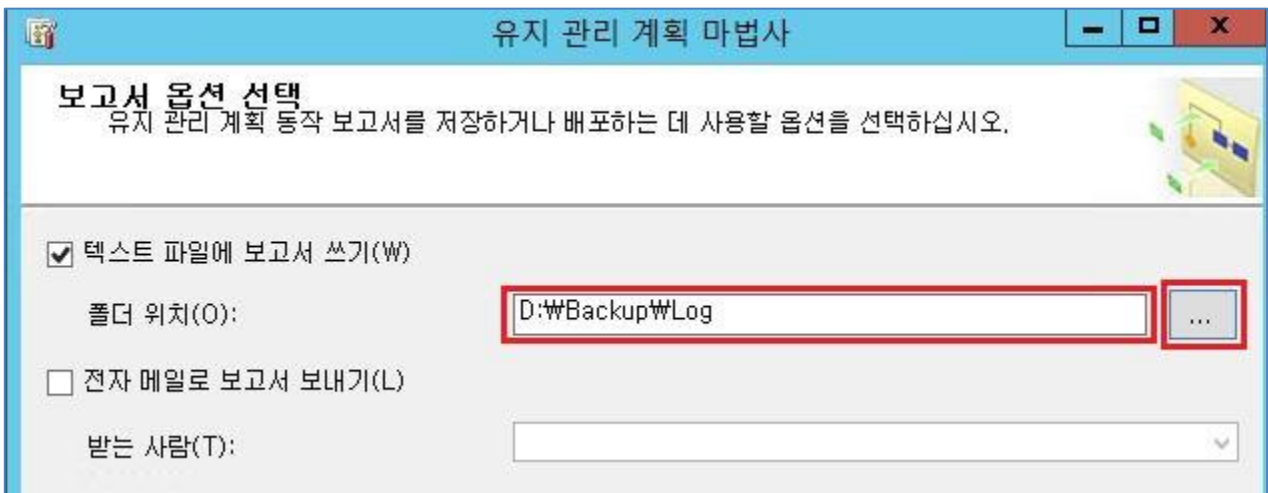 유지 관리 계획 마법사
보고서 옵션 선택
유지 관리 계획 동작 보고서를 저장하거나 배포하는 데 사용할 옵션을 선택하십시오.
텍스트 파일에 보고서 쓰기(W)
폴더 위치(O):
D:₩Backup₩Log
...
전자 메일로 보고서 보내기(L)
받는 사람(T):